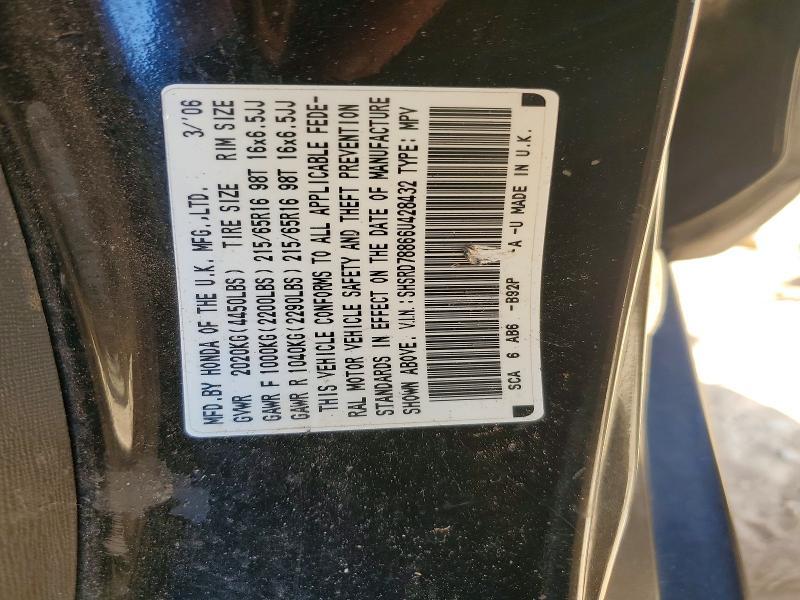 MFD.BY HONDA OF THE U.K. MFG.,LTD. 3/'06
GVWR 2020KG(4450LBS) TIRE SIZE RIM SIZE
GAWR F 1000KG(2200LBS) 215/65R16 98T 16x6.5JJ
GAWR R 1040KG(2290LBS) 215/65R16 98T 16x6.5JJ
THIS VEHICLE CONFORMS TO ALL APPLICABLE FEDE-
RAL MOTOR VEHICLE SAFETY AND THEFT PREVENTION
STANDARDS IN EFFECT ON THE DATE OF MANUFACTURE
SHOWN ABOVE. V.I.N.:SHSRD78866U428432 TYPE: MPV
SCA 6 AB6 -B92P -A -U MADE IN U.K.